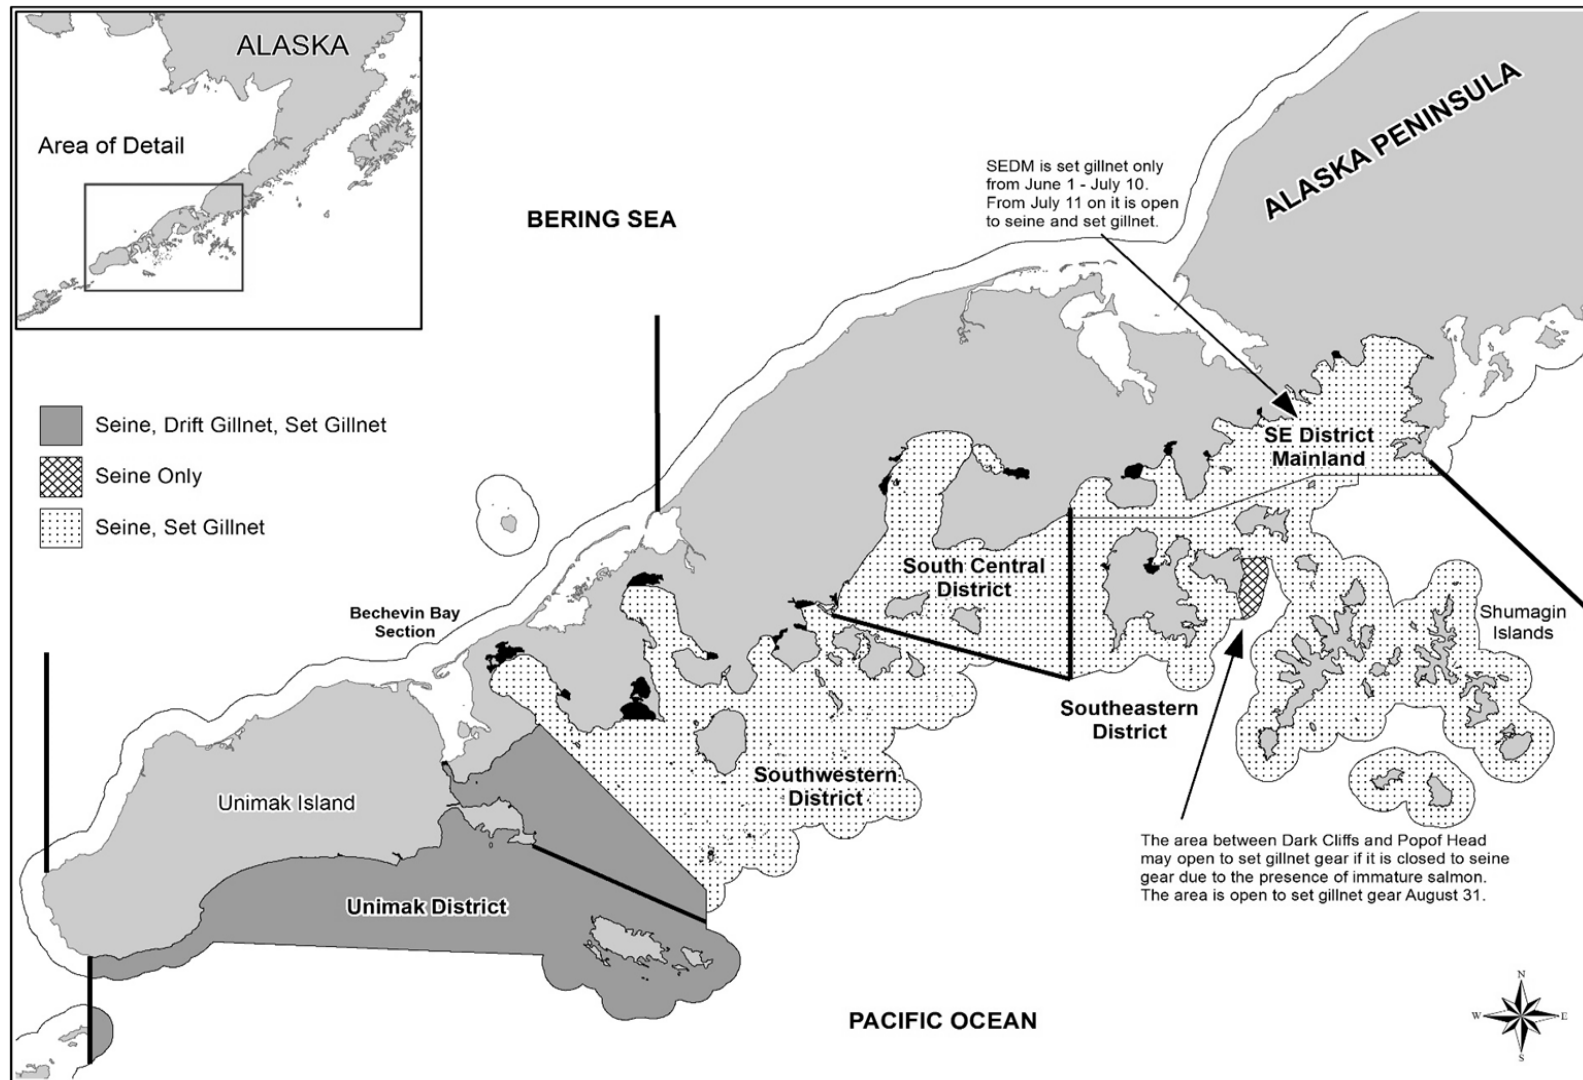 ALASKA
Area of Detail
BERING SEA
ALASKA PENINSULA
SEDM is set gillnet only
from June 1 - July 10.
From July 11 on it is open
to seine and set gillnet.
Seine, Drift Gillnet, Set Gillnet
Seine Only
Seine, Set Gillnet
SE District
Mainland
South Central
District
Bechevin Bay
Section
Shumagin
Islands
Southeastern
District
Southwestern
District
Unimak Island
Unimak District
The area between Dark Cliffs and Popof Head
may open to set gillnet gear if it is closed to seine
gear due to the presence of immature salmon.
The area is open to set gillnet gear August 31.
PACIFIC OCEAN
N
W
E
S